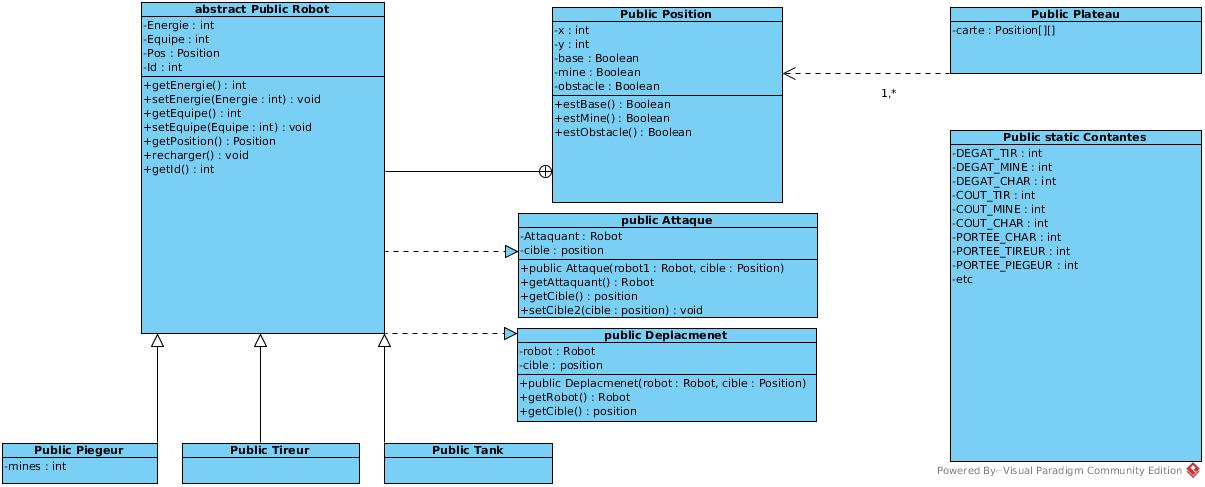 abstract Public Robot
-Energie : int
-Equipe : int
-Pos : Position
-Id : int
+getEnergie() : int
+setEnergie(Energie : int) : void
+getEquipe() : int
+setEquipe(Equipe : int) : void
+getPosition() : Position
+recharger() : void
+getId() : int
Public Position
-x : int
-y : int
-base : Boolean
-mine : Boolean
-obstacle : Boolean
+estBase() : Boolean
+estMine() : Boolean
+estObstacle() : Boolean
Public Plateau
-carte : Position[][]
1,*
Public static Contantes
-DEGAT_TIR : int
-DEGAT_MINE : int
-DEGAT_CHAR : int
-COUT_TIR : int
-COUT_MINE : int
-COUT_CHAR : int
-PORTEE_CHAR : int
-PORTEE_TIREUR : int
-PORTEE_PIEGEUR : int
-etc
public Attaque
-Attaquant : Robot
-cible : position
+public Attaque(robot1 : Robot, cible : Position)
+getAttaquant() : Robot
+getCible() : position
+setCible2(cible : position) : void
public Deplacmenet
-robot : Robot
-cible : position
+public Deplacmenet(robot : Robot, cible : Position)
+getRobot() : Robot
+getCible() : position
Public Piegeur
-mines : int
Public Tireur
Public Tank
Powered By Visual Paradigm Community Edition